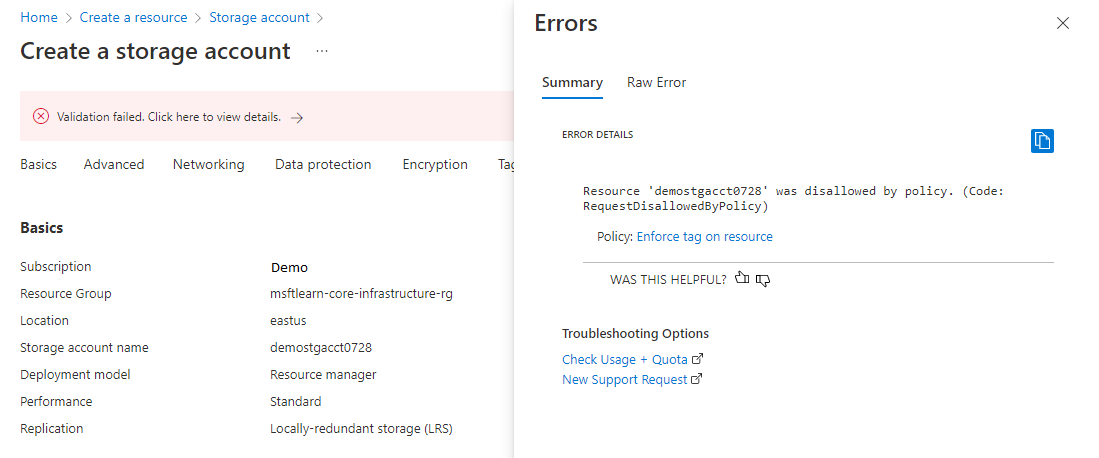 Home > Create a resource > Storage account >
Create a storage account ...
Validation failed. Click here to view details. →
Basics Advanced Networking Data protection Encryption Tag
Basics
Subscription Demo
Resource Group msftlearn-core-infrastructure-rg
Location eastus
Storage account name demostgacct0728
Deployment model Resource manager
Performance Standard
Replication Locally-redundant storage (LRS)
Errors
Summary Raw Error
ERROR DETAILS
Resource 'demostgacct0728' was disallowed by policy. (Code:
RequestDisallowedByPolicy)
Policy: Enforce tag on resource
WAS THIS HELPFUL?
Troubleshooting Options
Check Usage + Quota
New Support Request